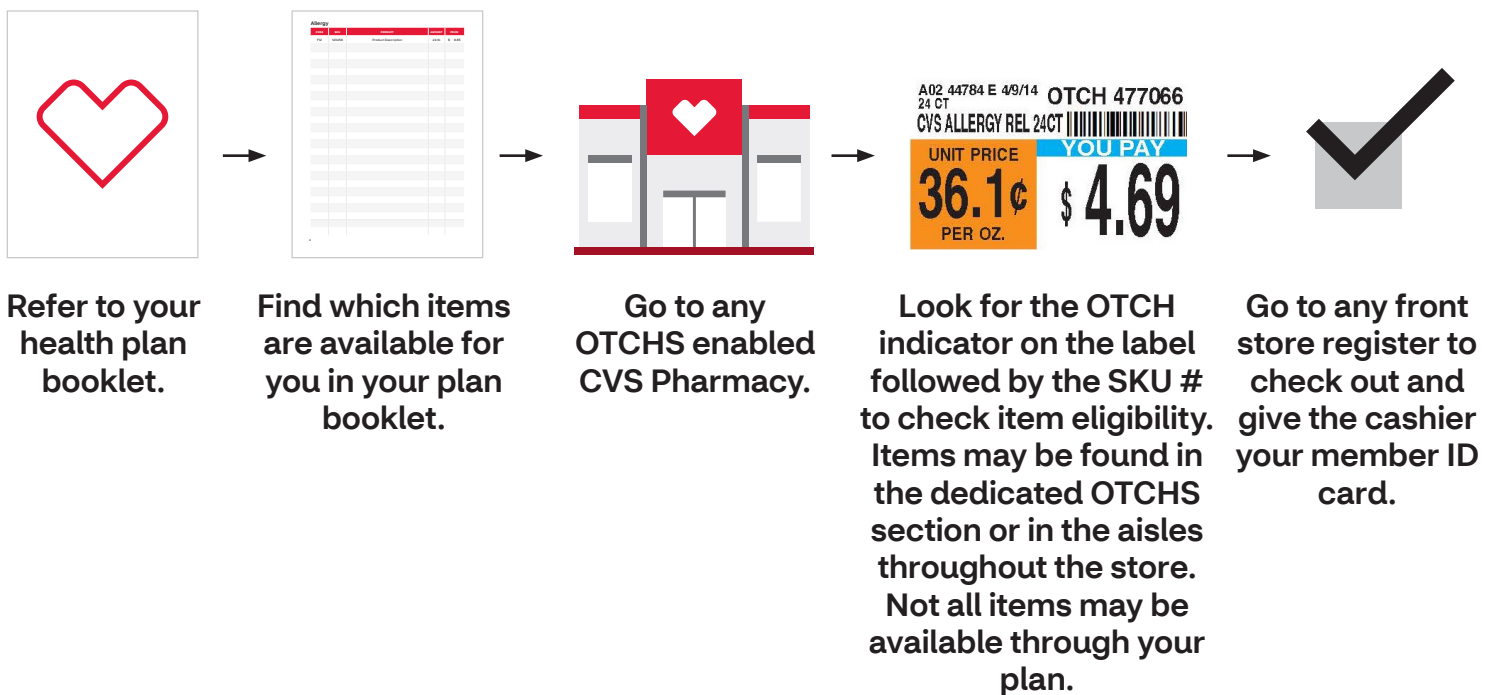 Allergy
A02 44784 E 4/9/14
24 CT
OTCH 477066
CVS ALLERGY REL 24CT
UNIT PRICE
36.1¢
PER OZ.
YOU PAY
$ 4.69
Refer to your
health plan
booklet.
Find which items
are available for
you in your plan
booklet.
Go to any
OTCHS enabled
CVS Pharmacy.
Look for the OTCH
indicator on the label
followed by the SKU #
to check item eligibility.
Items may be found in
the dedicated OTCHS
section or in the aisles
throughout the store.
Not all items may be
available through your
plan.
Go to any front
store register to
check out and
give the cashier
your member ID
card.